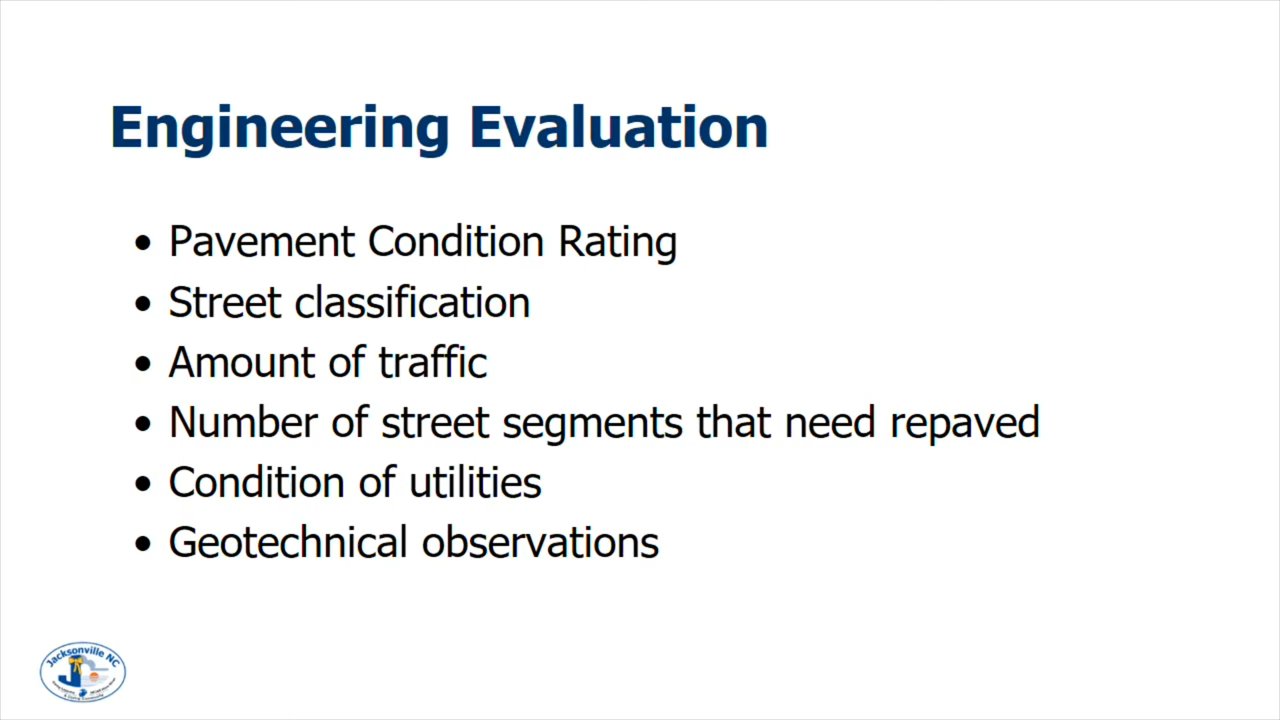 Engineering Evaluation
• Pavement Condition Rating
• Street classification
• Amount of traffic
• Number of street segments that need repaved
• Condition of utilities
• Geotechnical observations
Jacksonville NC